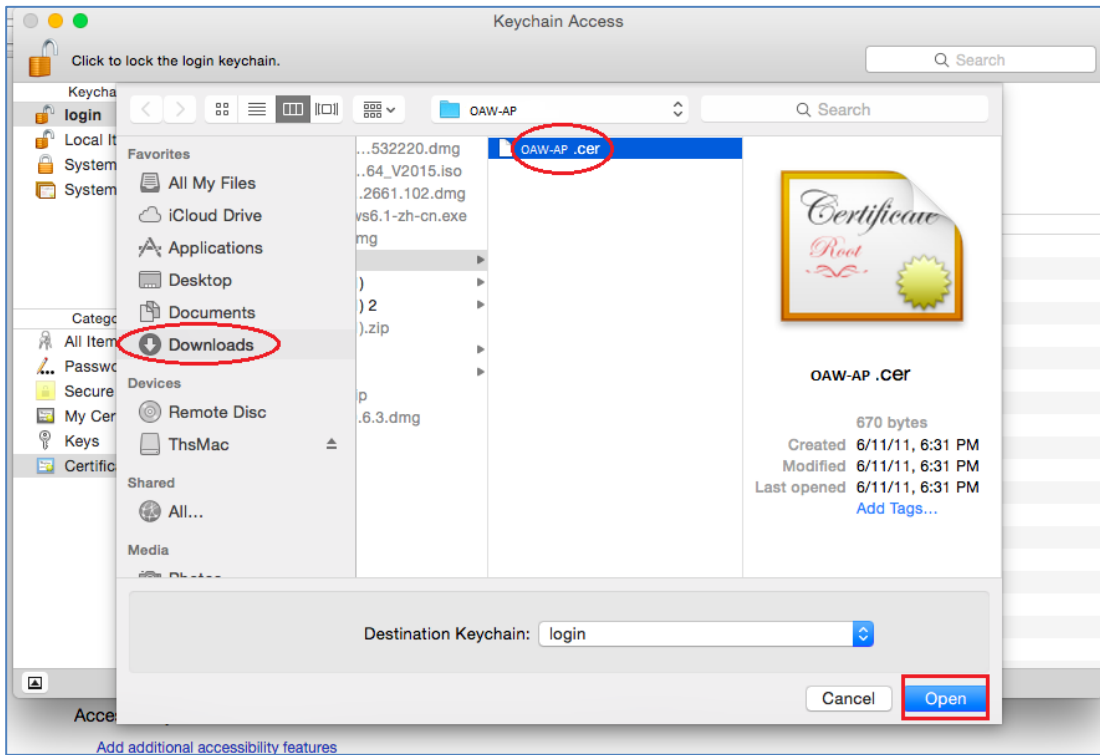 Keychain Access
Click to lock the login keychain.
Search
Keycha
login
Local It
System
System
OAW-AP
Search
Favorites
All My Files
iCloud Drive
Applications
Desktop
Documents
Downloads
Devices
Remote Disc
ThsMac
Shared
All...
Media
...532220.dmg
..64_V2015.iso
.2661.102.dmg
ws6.1-zh-cn.exe
mg
)
) 2
).zip
ip
.6.3.dmg
OAW-AP .cer
Certificate
Root
OAW-AP .cer
670 bytes
Created 6/11/11, 6:31 PM
Modified 6/11/11, 6:31 PM
Last opened 6/11/11, 6:31 PM
Add Tags...
Catego
All Item
Passwo
Secure
My Cer
Keys
Certific
Destination Keychain: login
Cancel
Open
Acce
Add additional accessibility features